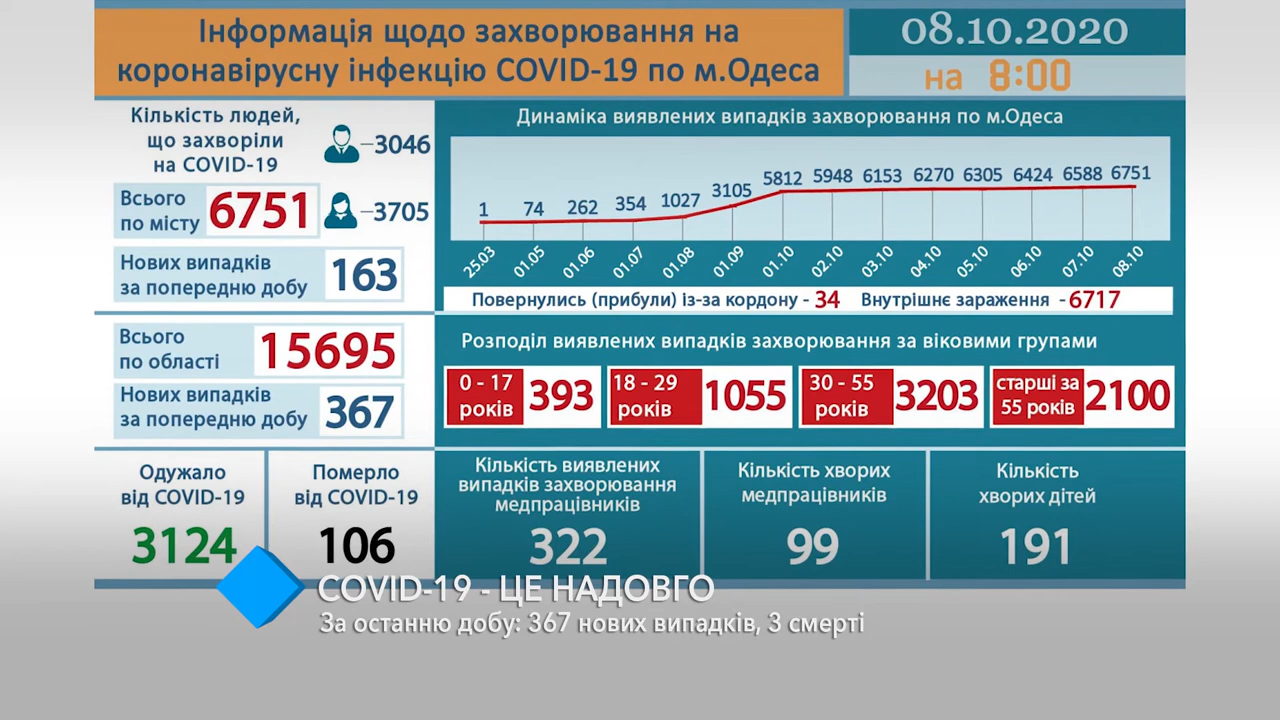 Інформація щодо захворювання на
коронавірусну інфекцію COVID-19 по м.Одеса
08.10.2020
на 8:00
Кількість людей,
що захворіли
на COVID-19
-3046
-3705
Всього
по місту
6751
Нових випадків
за попередню добу
163
Динаміка виявлених випадків захворювання по м.Одеса
1 74 262 354 1027 3105 5812 5948 6153 6270 6305 6424 6588 6751
25.03 01.05 01.06 01.07 01.08 01.09 01.10 02.10 03.10 04.10 05.10 06.10 07.10 08.10
Повернулись (прибули) із-за кордону - 34 Внутрішнє зараження - 6717
Всього
по області
15695
Нових випадків
за попередню добу
367
Розподіл виявлених випадків захворювання за віковими групами
0 - 17
років
393
18 - 29
років
1055
30 - 55
років
3203
старші за
55 років
2100
Одужало
від COVID-19
3124
Померло
від COVID-19
106
Кількість виявлених
випадків захворювання
медпрацівників
322
Кількість хворих
медпрацівників
99
Кількість
хворих дітей
191
COVID-19 - ЦЕ НАДОВГО
За останню добу: 367 нових випадків, 3 смерті